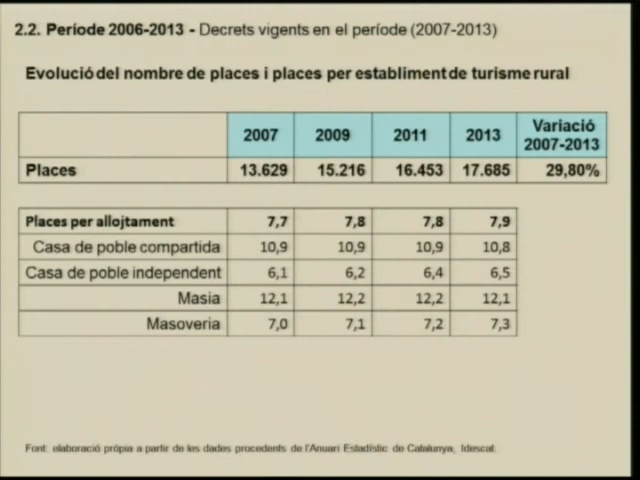 2.2. Període 2006-2013 - Decrets vigents en el període (2007-2013)
Evolució del nombre de places i places per establiment de turisme rural
2007 2009 2011 2013 Variació 2007-2013
Places 13.629 15.216 16.453 17.685 29,80%
Places per allojtament 7,7 7,8 7,8 7,9
Casa de poble compartida 10,9 10,9 10,9 10,8
Casa de poble independent 6,1 6,2 6,4 6,5
Masia 12,1 12,2 12,2 12,1
Masoveria 7,0 7,1 7,2 7,3
Font: elaboració pròpia a partir de les dades procedents de l'Anuari Estadístic de Catalunya, Idescat.